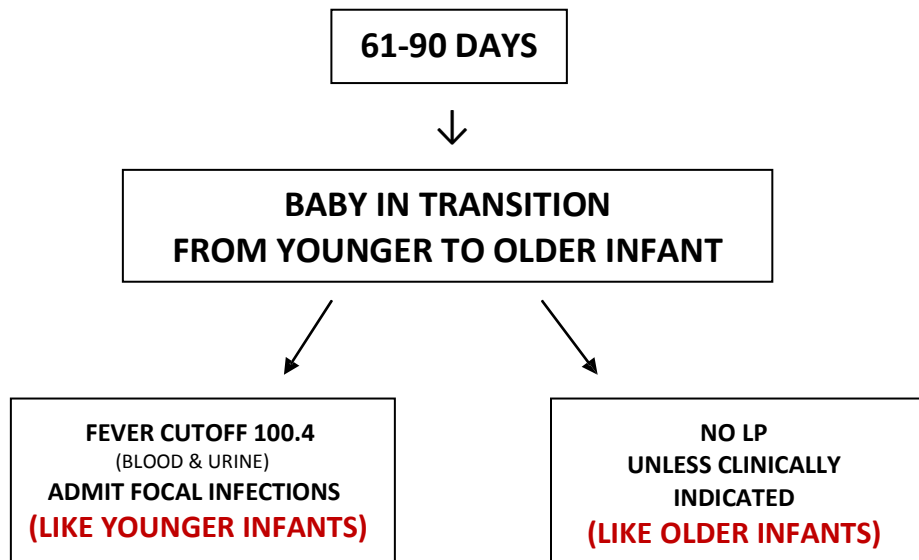 61-90 DAYS
BABY IN TRANSITION
FROM YOUNGER TO OLDER INFANT
FEVER CUTOFF 100.4
(BLOOD & URINE)
ADMIT FOCAL INFECTIONS
(LIKE YOUNGER INFANTS)
NO LP
UNLESS CLINICALLY
INDICATED
(LIKE OLDER INFANTS)